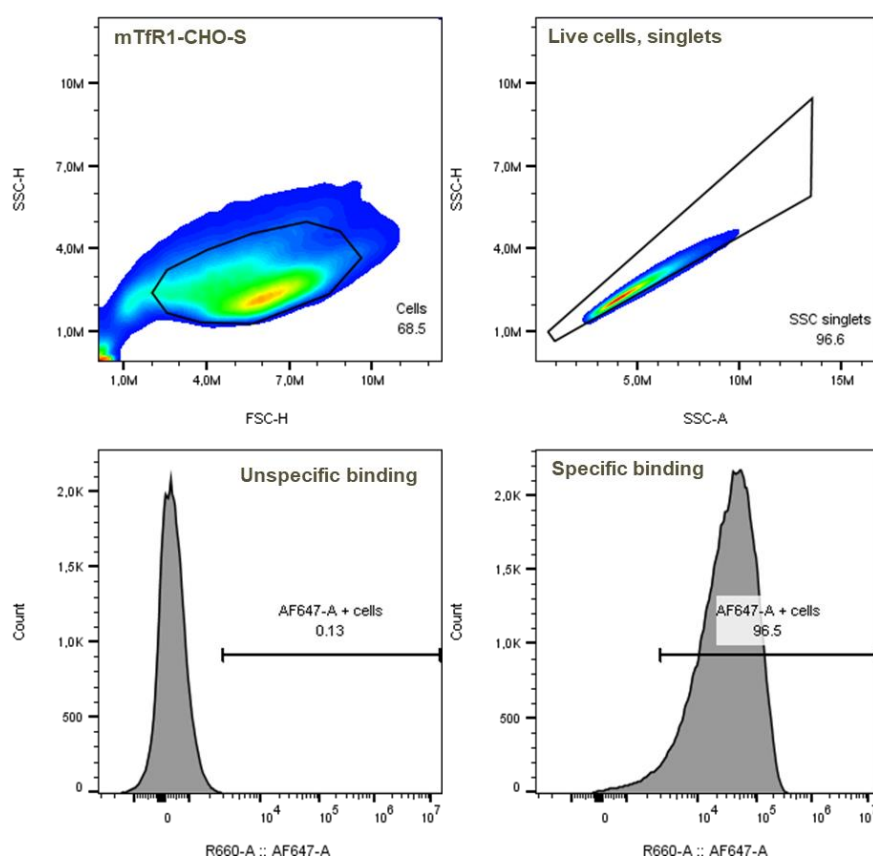 mTfR1-CHO-S
10M
7,0M
4,0M
1,0M
SSC-H
Cells
68.5
1,0M
4,0M
7,0M
10M
FSC-H
Live cells, singlets
10M
7,0M
4,0M
1,0M
SSC-H
SSC singlets
96.6
5,0M
10M
15M
SSC-A
Unspecific binding
2,0K
1,5K
1,0K
500
0
Count
AF647-A + cells
0.13
0
10^4
10^5
10^6
10^7
R660-A :: AF647-A
Specific binding
2,0K
1,5K
1,0K
500
0
Count
AF647-A + cells
96.5
0
10^4
10^5
10^6
10^7
R660-A :: AF647-A